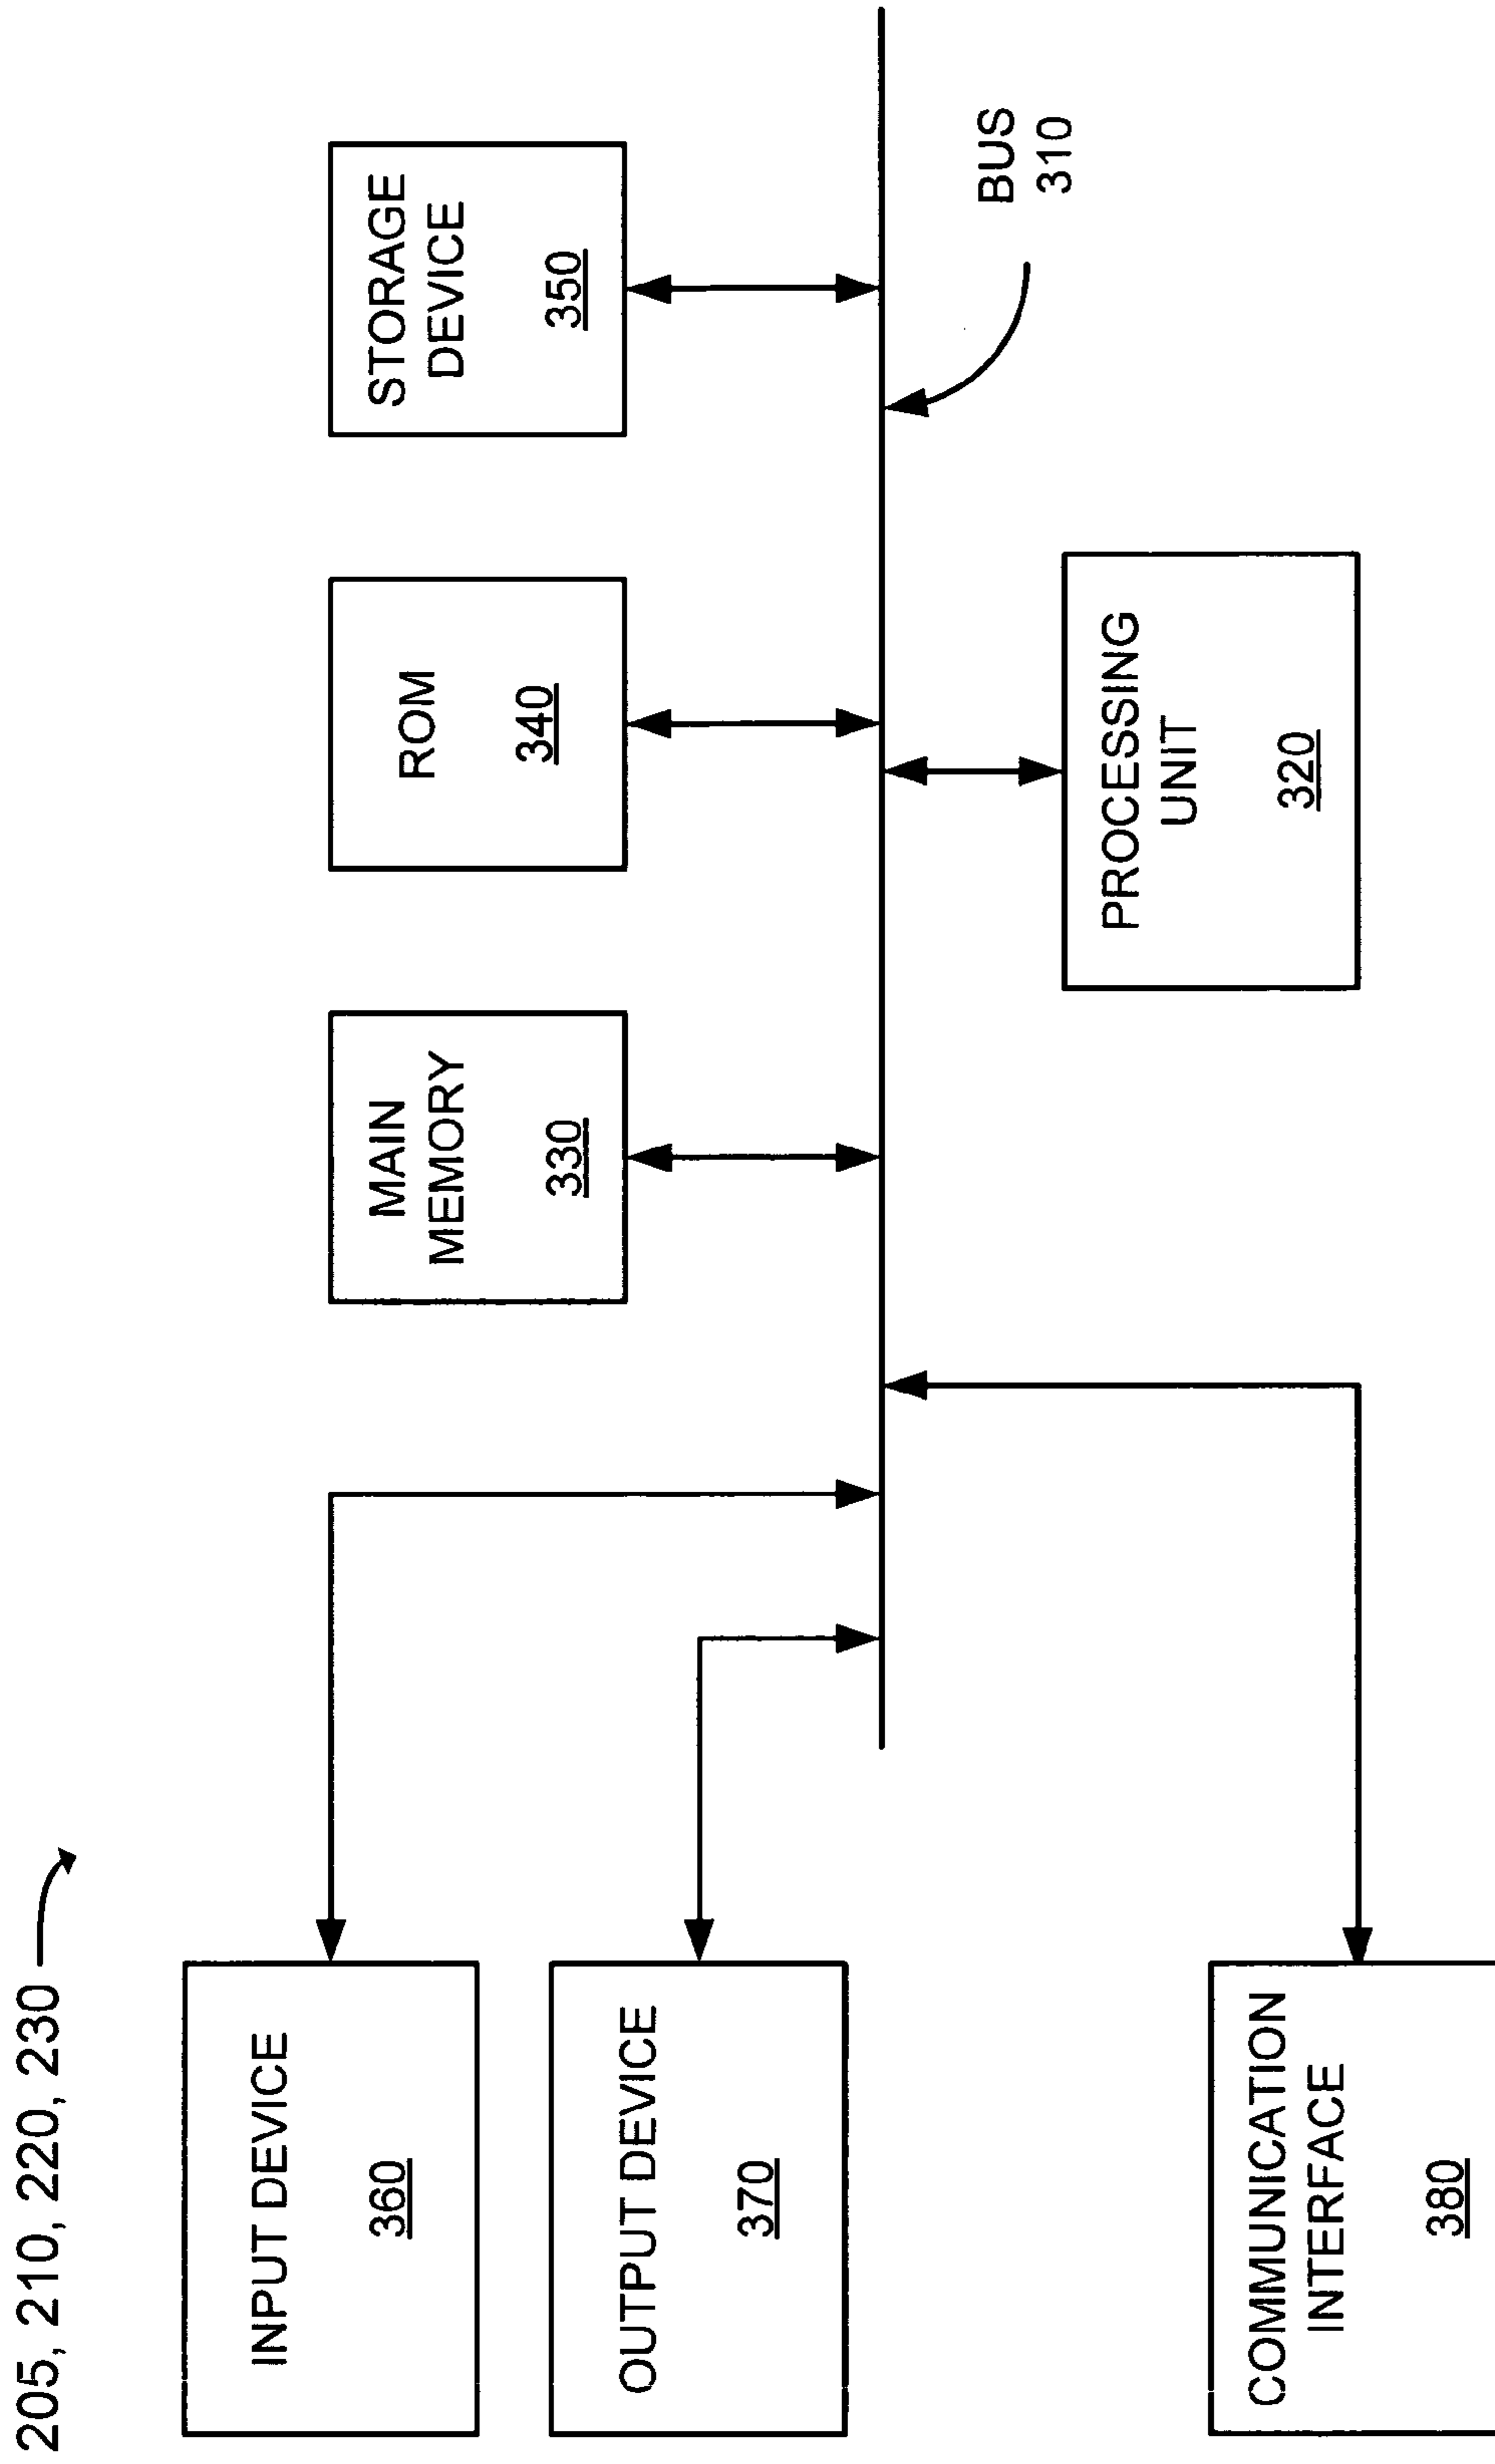 205, 210, 220, 230
STORAGE
DEVICE
350
ROM
340
MAIN
MEMORY
330
INPUT DEVICE
360
OUTPUT DEVICE
370
BUS
310
PROCESSING
UNIT
320
COMMUNICATION
INTERFACE
380